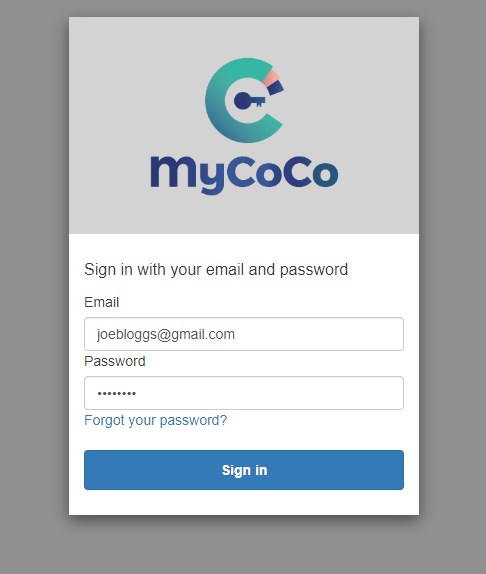 MyCoCo
Sign in with your email and password
Email
joebloggs@gmail.com
Password
••••••••
Forgot your password?
Sign in